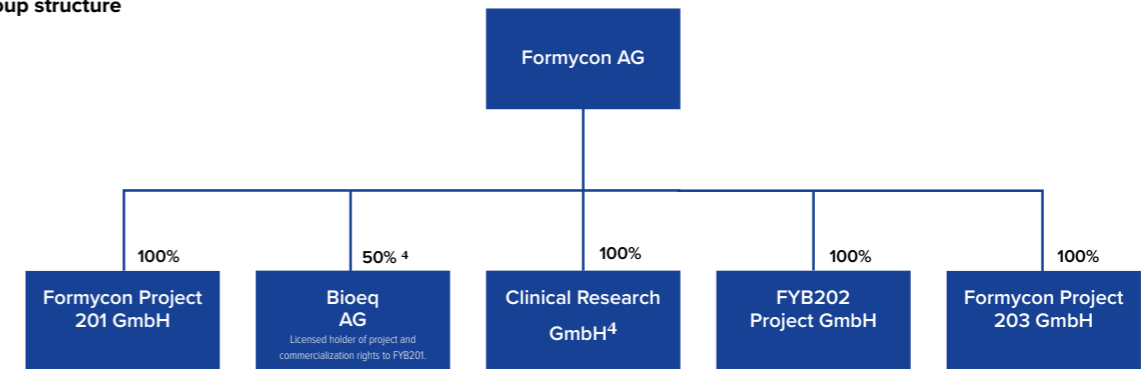 oup structure
Formycon AG
100%
50% 4
100%
100%
100%
Formycon Project
201 GmbH
Bioeq
AG
Licensed holder of project and
commercialization rights to FYB201.
Clinical Research
GmbH4
FYB202
Project GmbH
Formycon Project
203 GmbH